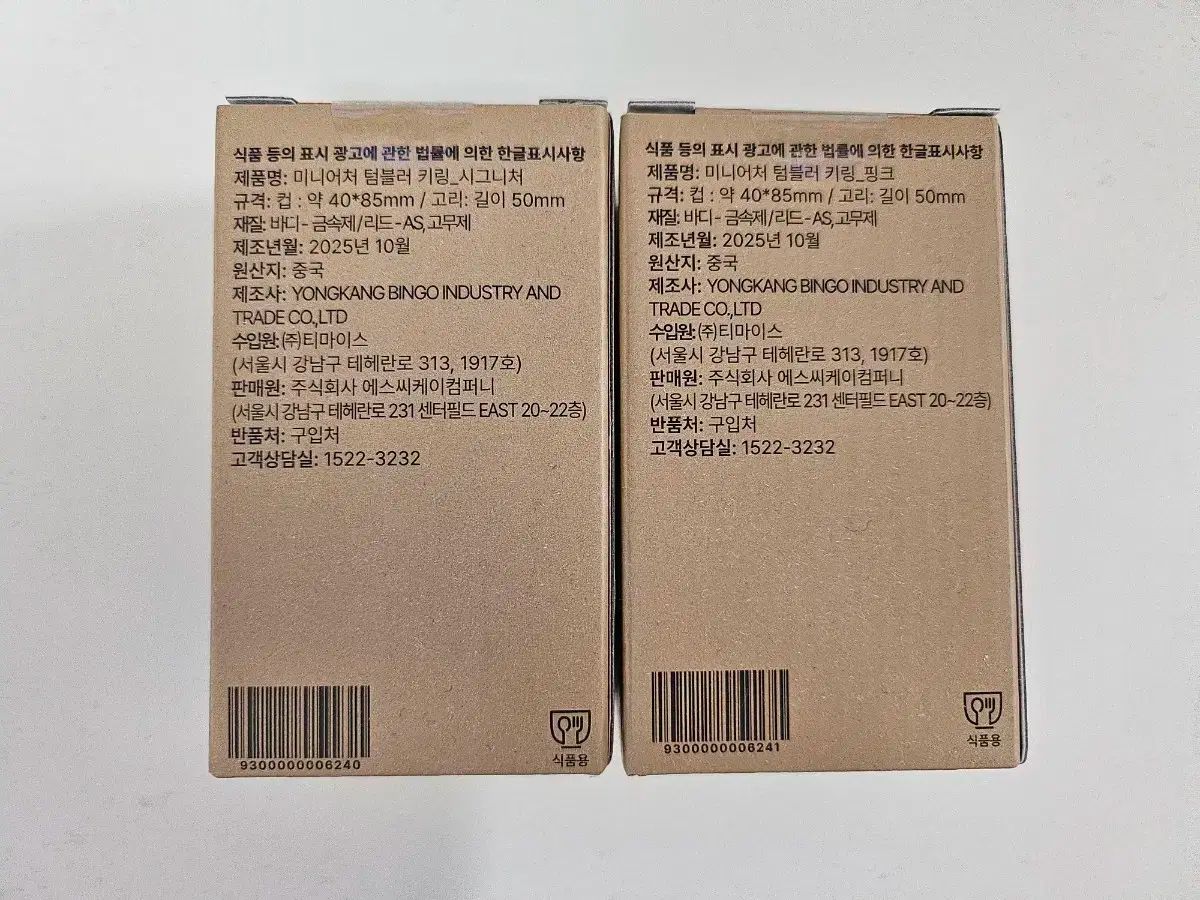 식품 등의 표시 광고에 관한 법률에 의한 한글표시사항
제품명: 미니어처 텀블러 키링_시그니처
규격: 컵 : 약 40*85mm / 고리: 길이 50mm
재질: 바디 - 금속제/리드 - AS, 고무제
제조년월: 2025년 10월
원산지: 중국
제조사: YONGKANG BINGO INDUSTRY AND
TRADE CO.,LTD
수입원:㈜티마이스
(서울시 강남구 테헤란로 313, 1917호)
판매원: 주식회사 에스씨케이컴퍼니
(서울시 강남구 테헤란로 231 센터필드 EAST 20~22층)
반품처: 구입처
고객상담실: 1522-3232
9300000006240
식품용
식품 등의 표시 광고에 관한 법률에 의한 한글표시사항
제품명: 미니어처 텀블러 키링_핑크
규격: 컵 : 약 40*85mm / 고리: 길이 50mm
재질: 바디 - 금속제/리드 - AS, 고무제
제조년월: 2025년 10월
원산지: 중국
제조사: YONGKANG BINGO INDUSTRY AND
TRADE CO.,LTD
수입원:㈜티마이스
(서울시 강남구 테헤란로 313, 1917호)
판매원: 주식회사 에스씨케이컴퍼니
(서울시 강남구 테헤란로 231 센터필드 EAST 20~22층)
반품처: 구입처
고객상담실: 1522-3232
9300000006241
식품용